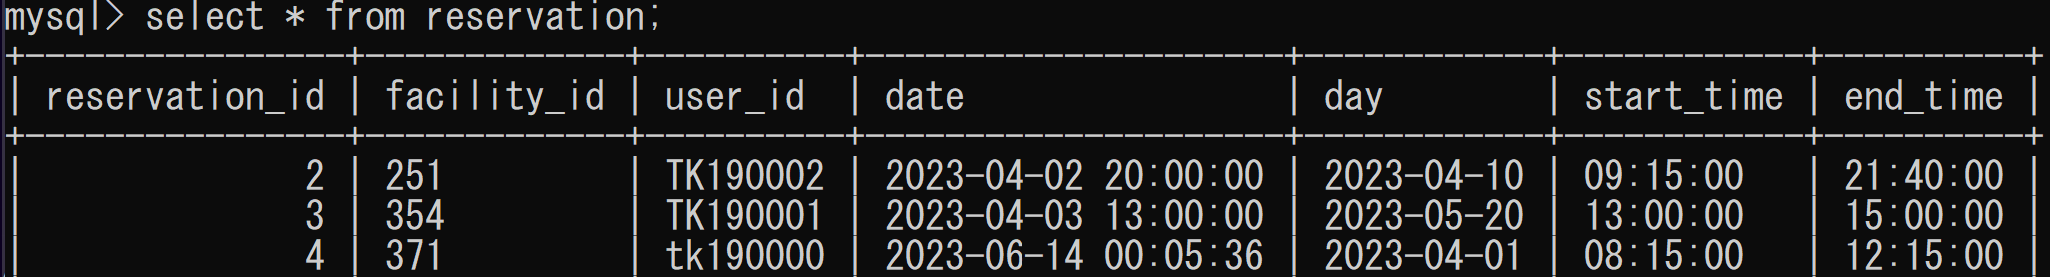 mysql> select * from reservation;
+----------------+-------------+----------+---------------------+------------+------------+----------+
| reservation_id | facility_id | user_id  | date                | day        | start_time | end_time |
+----------------+-------------+----------+---------------------+------------+------------+----------+
|              2 | 251         | TK190002 | 2023-04-02 20:00:00 | 2023-04-10 | 09:15:00   | 21:40:00 |
|              3 | 354         | TK190001 | 2023-04-03 13:00:00 | 2023-05-20 | 13:00:00   | 15:00:00 |
|              4 | 371         | tk190000 | 2023-06-14 00:05:36 | 2023-04-01 | 08:15:00   | 12:15:00 |